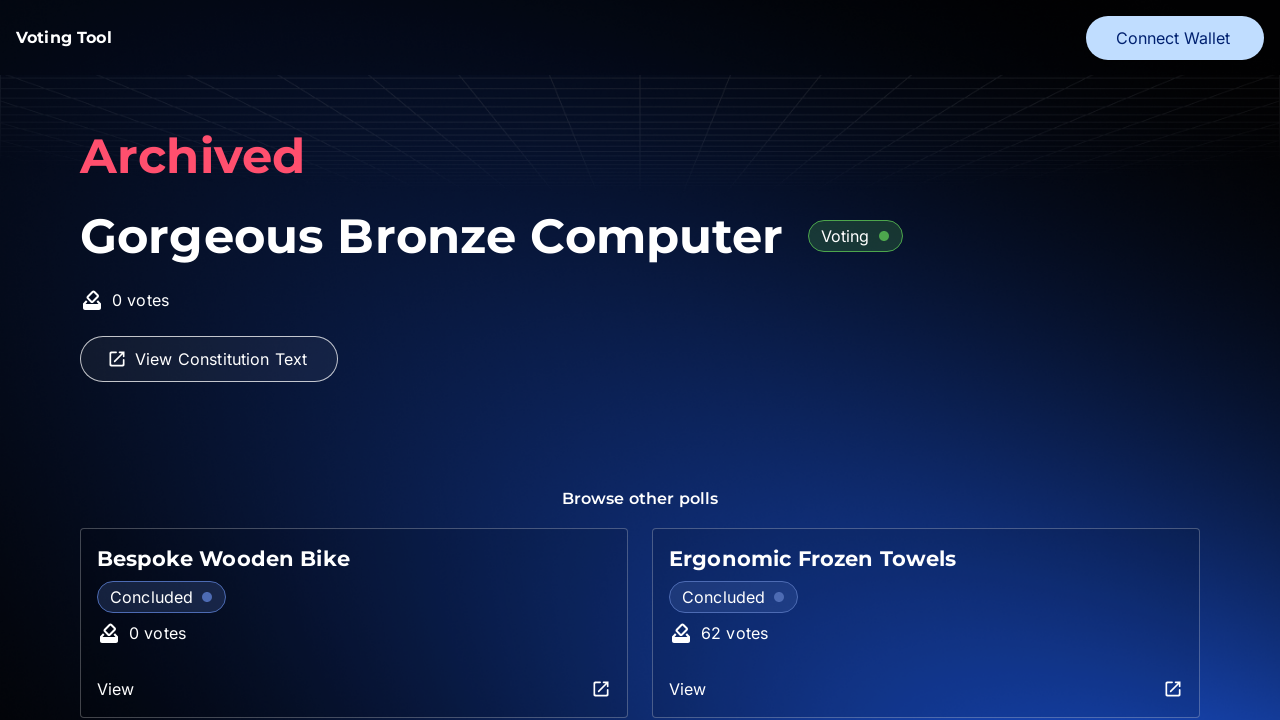 Voting Tool
Connect Wallet
Archived
Gorgeous Bronze Computer
Voting
0 votes
View Constitution Text
Browse other polls
Bespoke Wooden Bike
Concluded
0 votes
View
Ergonomic Frozen Towels
Concluded
62 votes
View